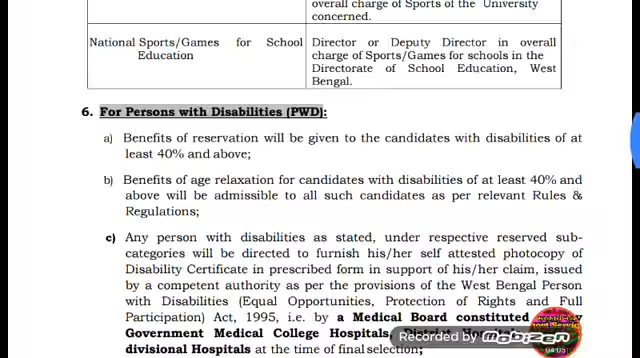 overall charge of Sports of the University
concerned.
National Sports/Games for School Education
Director or Deputy Director in overall
charge of Sports/Games for schools in the
Directorate of School Education, West
Bengal.
6. For Persons with Disabilities (PWD):
a) Benefits of reservation will be given to the candidates with disabilities of at
least 40% and above;
b) Benefits of age relaxation for candidates with disabilities of at least 40% and
above will be admissible to all such candidates as per relevant Rules &
Regulations;
c) Any person with disabilities as stated, under respective reserved sub-
categories will be directed to furnish his/her self attested photocopy of
Disability Certificate in prescribed form in support of his/her claim, issued
by a competent authority as per the provisions of the West Bengal Person
with Disabilities (Equal Opportunities, Protection of Rights and Full
Participation) Act, 1995, i.e. by a Medical Board constituted
Government Medical College Hospitals, District
divisional Hospitals at the time of final selection;
Recorded by mobizen
04:05